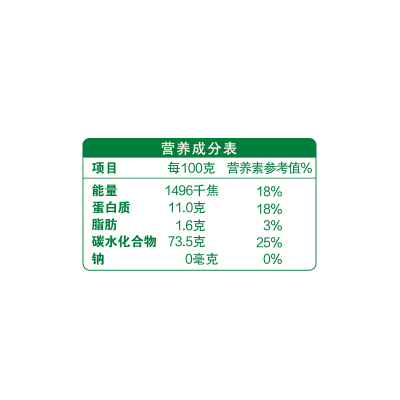 营养成分表
项目 每100克 营养素参考值%
能量 1496千焦 18%
蛋白质 11.0克 18%
脂肪 1.6克 3%
碳水化合物 73.5克 25%
钠 0毫克 0%